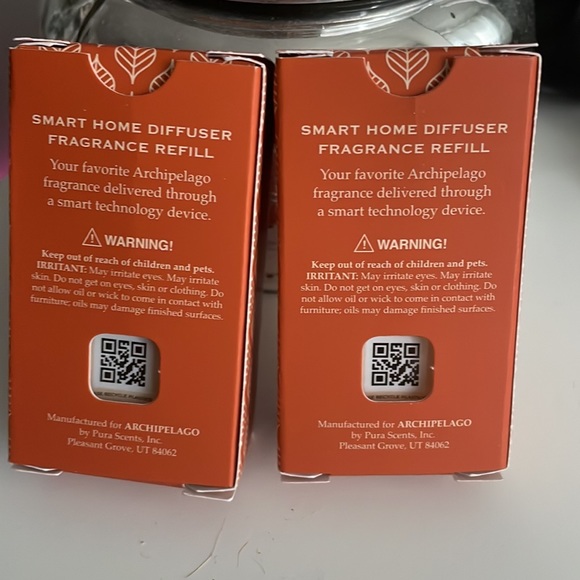 SMART HOME DIFFUSER
FRAGRANCE REFILL
Your favorite Archipelago
fragrance delivered through
a smart technology device.
WARNING!
Keep out of reach of children and pets.
IRRITANT: May irritate eyes. May irritate
skin. Do not get on eyes, skin or clothing. Do
not allow oil or wick to come in contact with
furniture; oils may damage finished surfaces.
Manufactured for ARCHIPELAGO
by Pura Scents, Inc.
Pleasant Grove, UT 84062
SMART HOME DIFFUSER
FRAGRANCE REFILL
Your favorite Archipelago
fragrance delivered through
a smart technology device.
WARNING!
Keep out of reach of children and pets.
IRRITANT: May irritate eyes. May irritate
skin. Do not get on eyes, skin or clothing. Do
not allow oil or wick to come in contact with
furniture; oils may damage finished surfaces.
Manufactured for ARCHIPELAGO
by Pura Scents, Inc.
Pleasant Grove, UT 84062